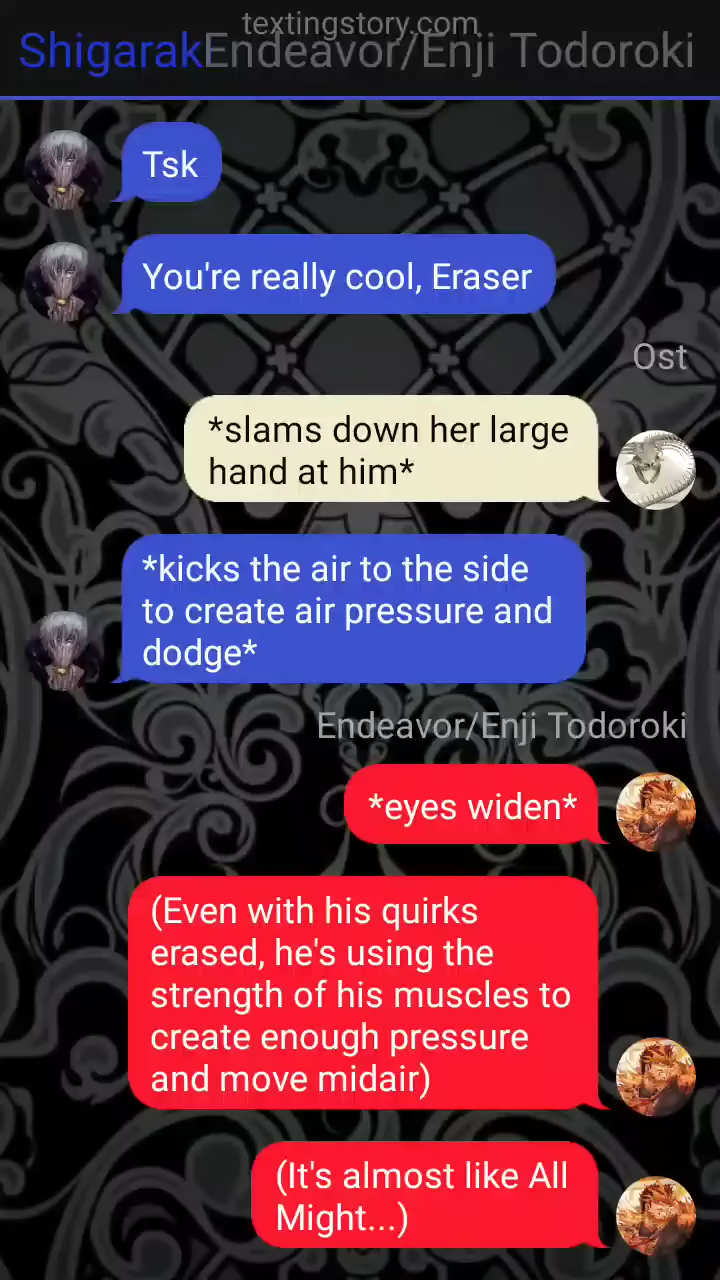 textingstory.com
Shigarak
Endeavor/Enji Todoroki
Tsk
You're really cool, Eraser
Ost
*slams down her large
hand at him*
*kicks the air to the side
to create air pressure and
dodge*
Endeavor/Enji Todoroki
*eyes widen*
(Even with his quirks
erased, he's using the
strength of his muscles to
create enough pressure
and move midair)
(It's almost like All
Might...)